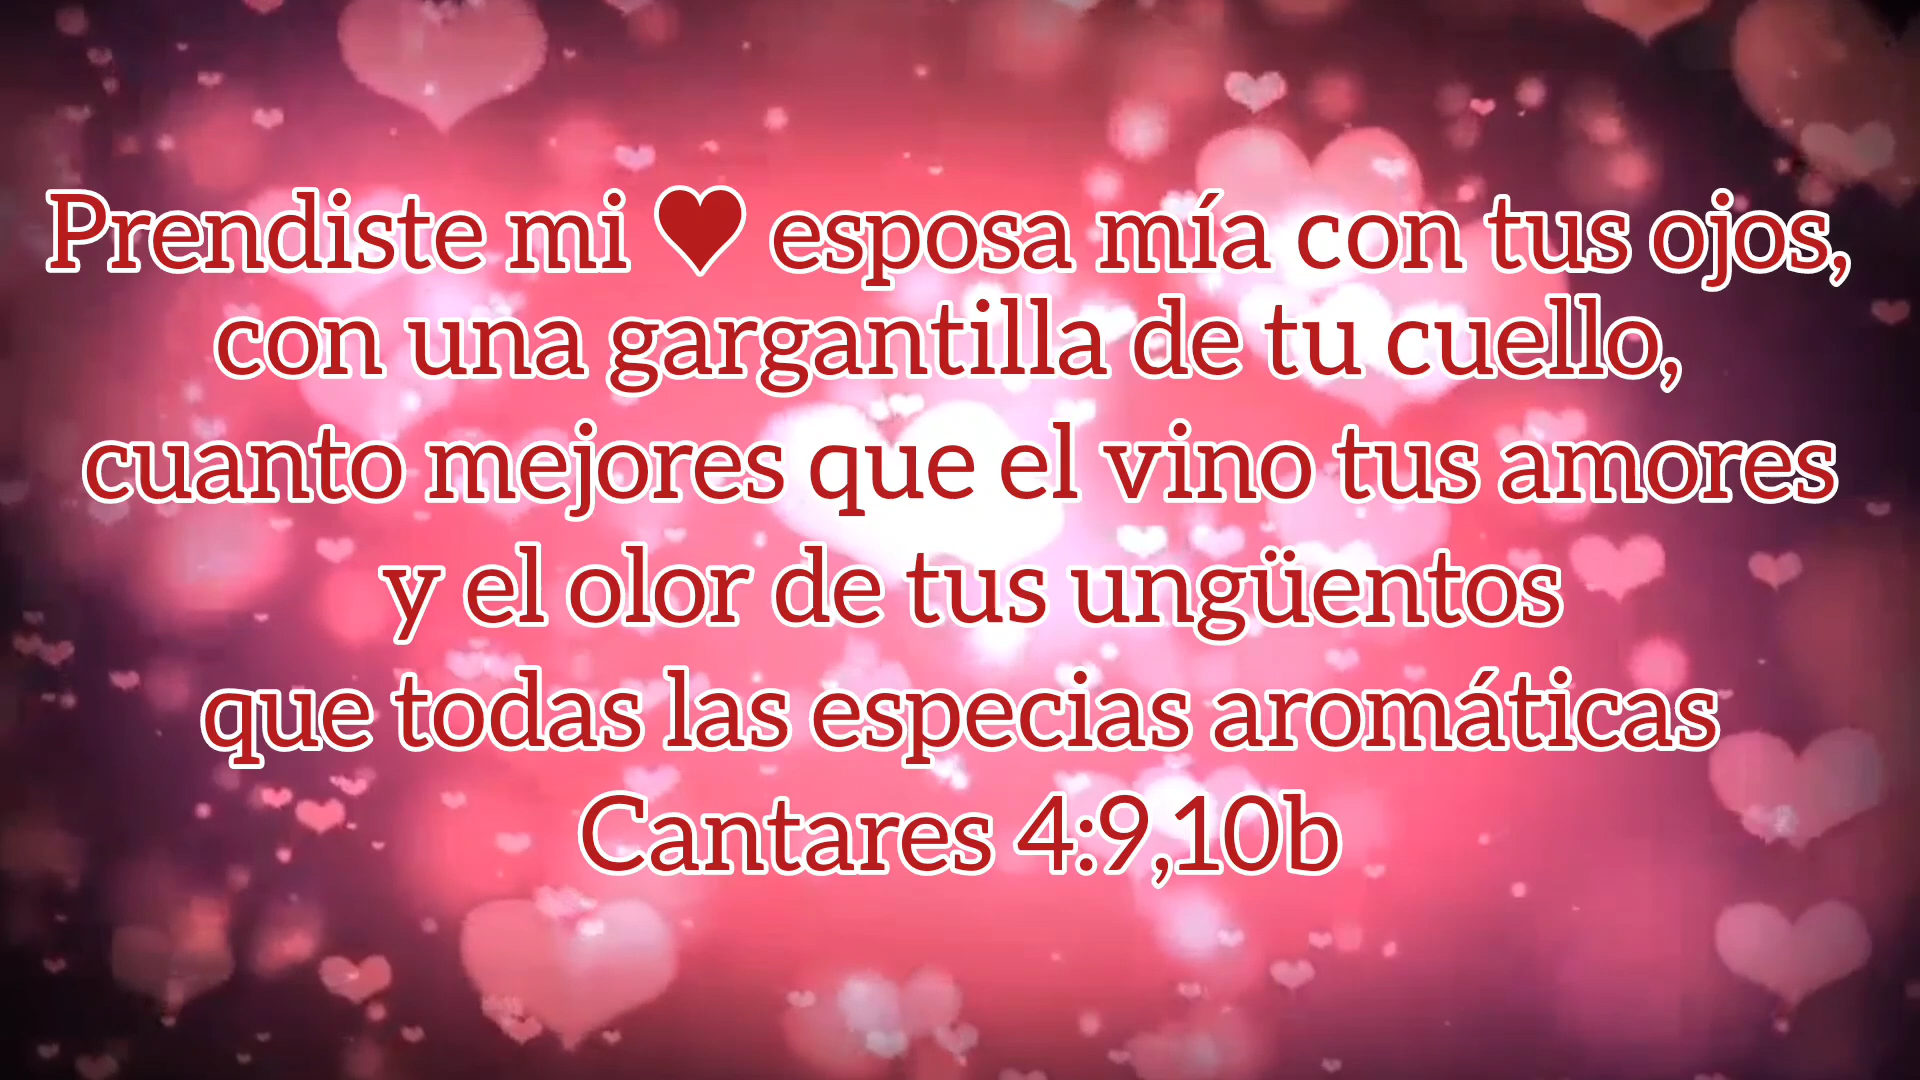 Prendiste mi ♥ esposa mía con tus ojos,
con una gargantilla de tu cuello,
cuanto mejores que el vino tus amores
y el olor de tus ungüentos
que todas las especias aromáticas
Cantares 4:9,10b